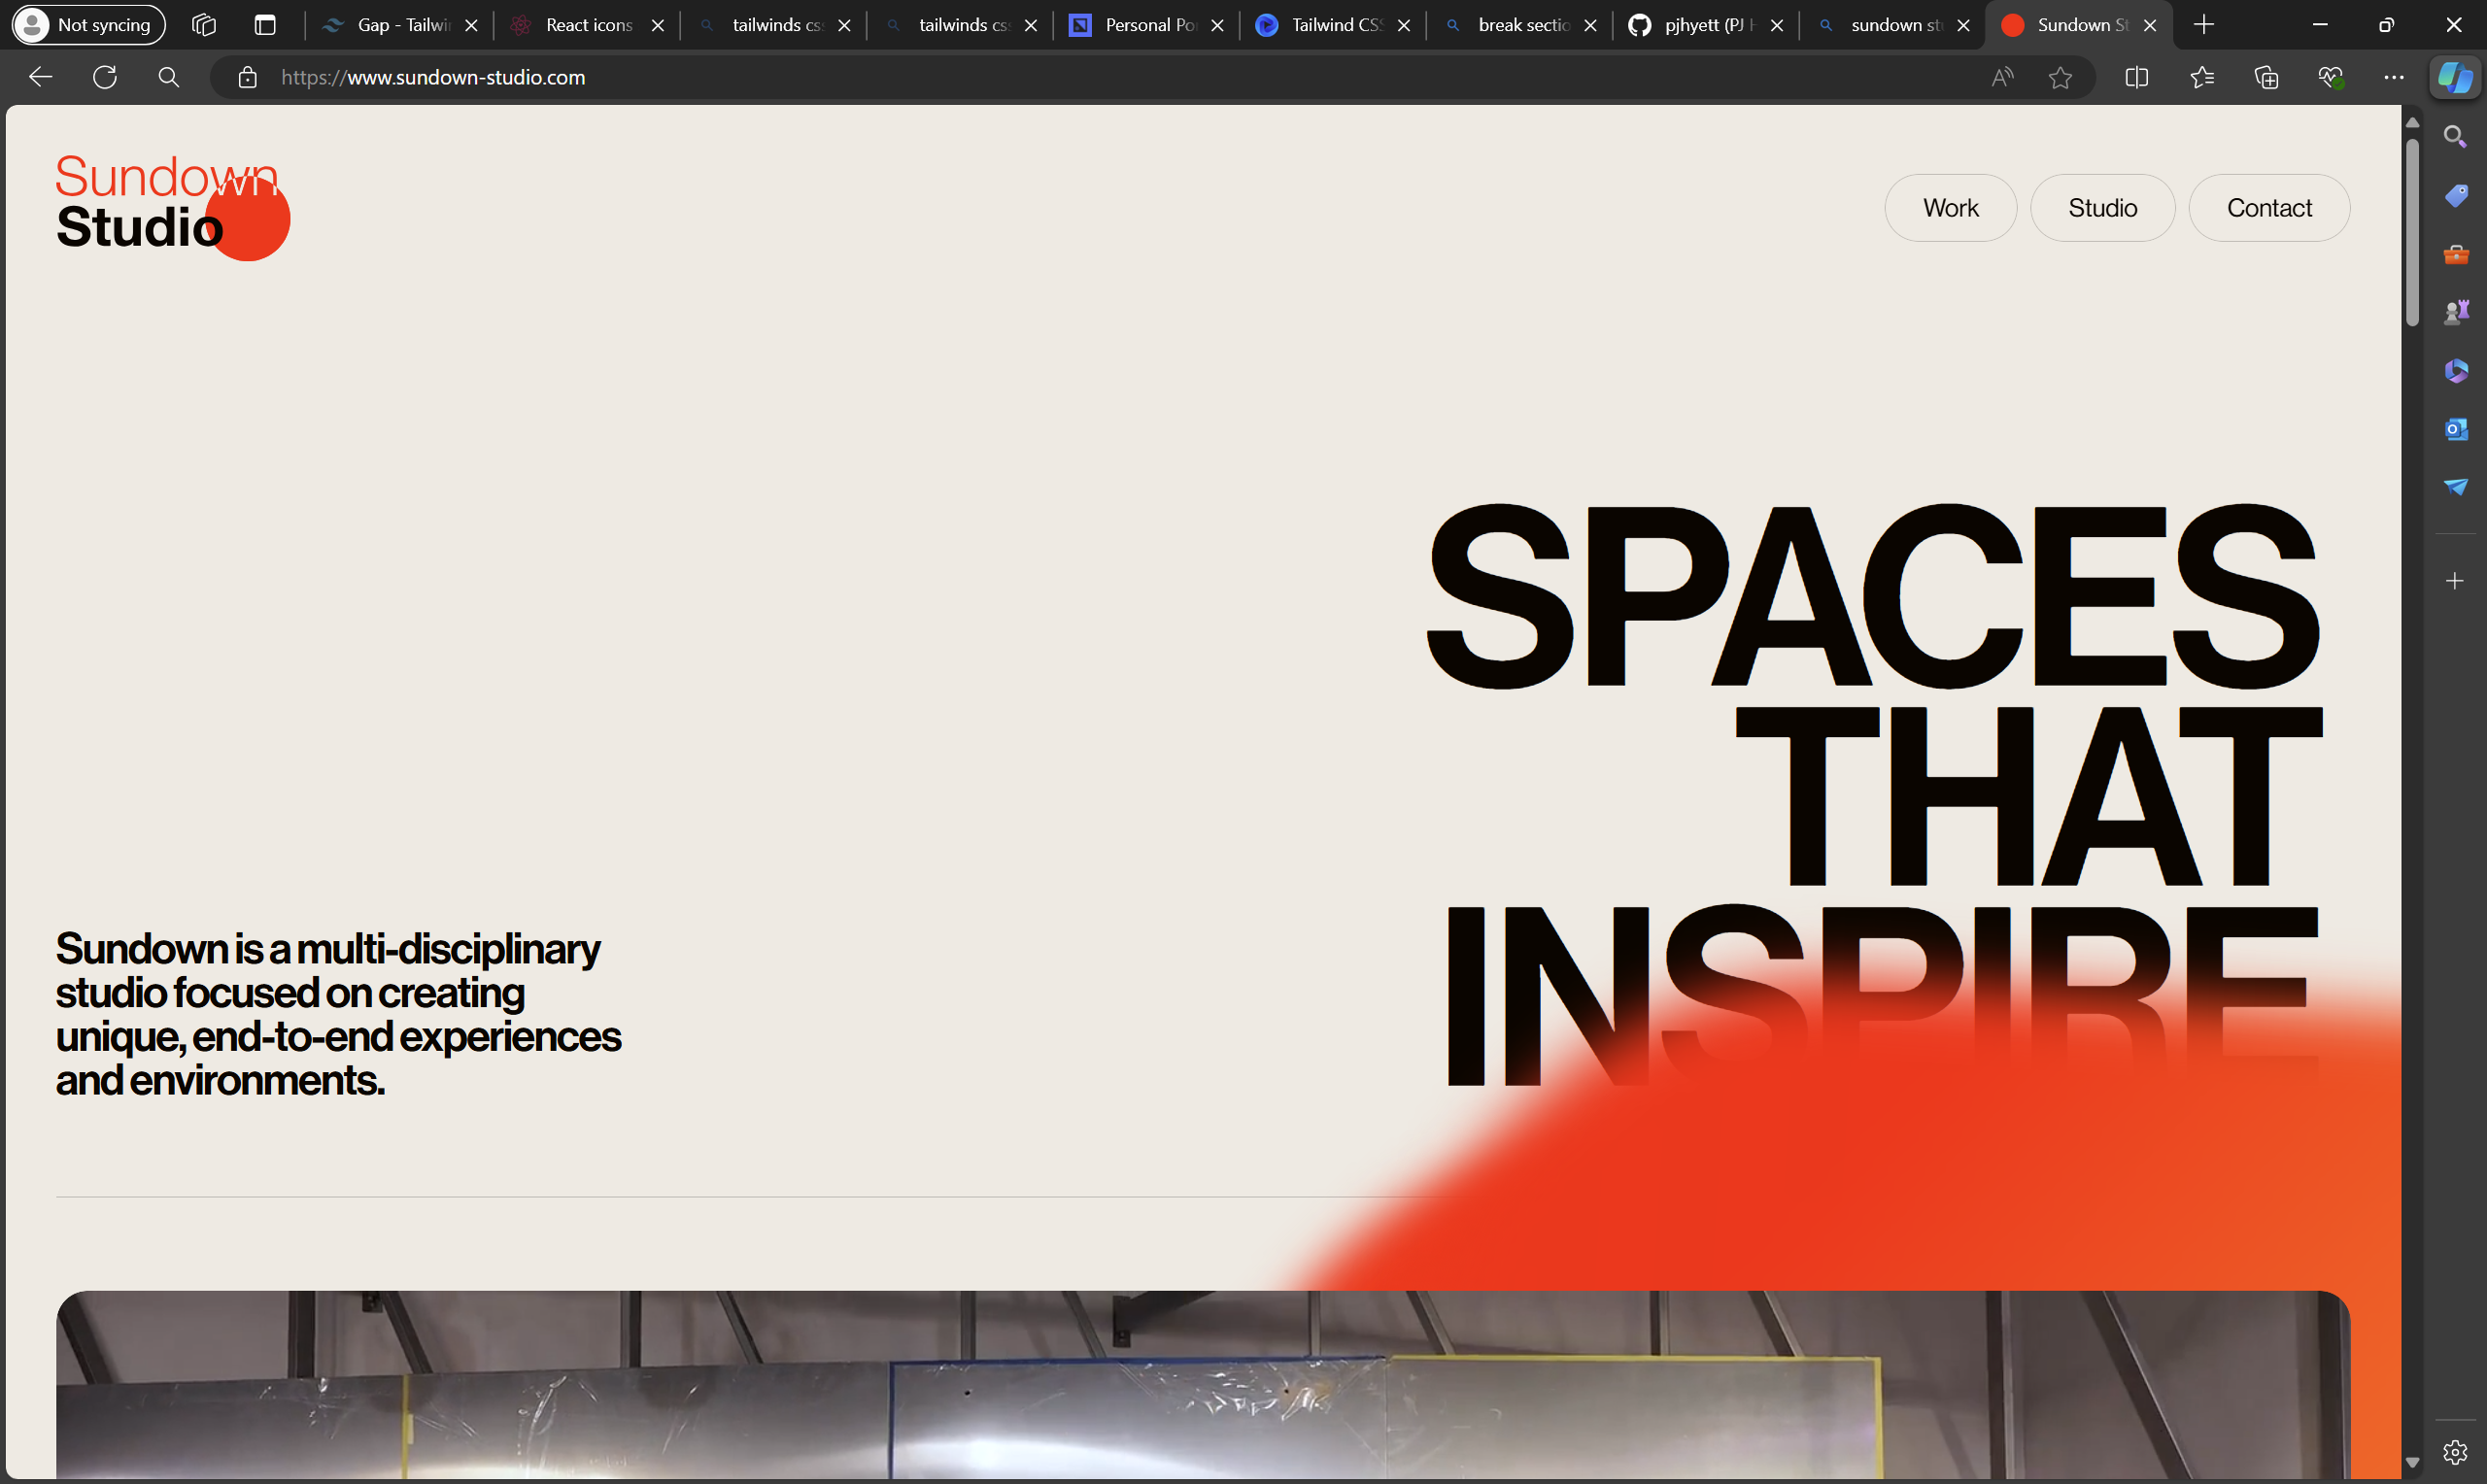 Not syncing
Gap - Tailwi
React icons
tailwinds cs
tailwinds cs
Personal Po
Tailwind CS
break sectio
pjhyett (PJ H
sundown st
Sundown St
https://www.sundown-studio.com
Sundown
Studio
Work
Studio
Contact
SPACES
THAT
INSPIRE
Sundown is a multi-disciplinary
studio focused on creating
unique, end-to-end experiences
and environments.